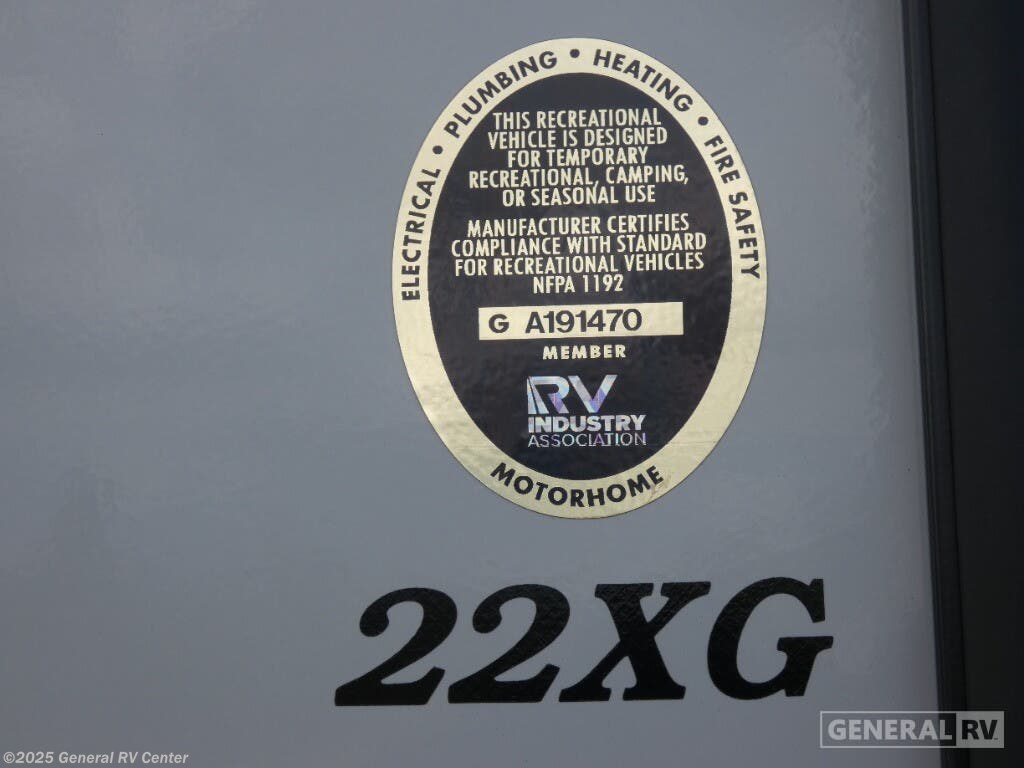 ELECTRICAL • PLUMBING • HEATING • FIRE SAFETY
THIS RECREATIONAL
VEHICLE IS DESIGNED
FOR TEMPORARY
RECREATIONAL, CAMPING,
OR SEASONAL USE
MANUFACTURER CERTIFIES
COMPLIANCE WITH STANDARD
FOR RECREATIONAL VEHICLES
NFPA 1192
G A191470
MEMBER
RV
INDUSTRY
ASSOCIATION
MOTORHOME
22XG
GENERAL RV
©2025 General RV Center